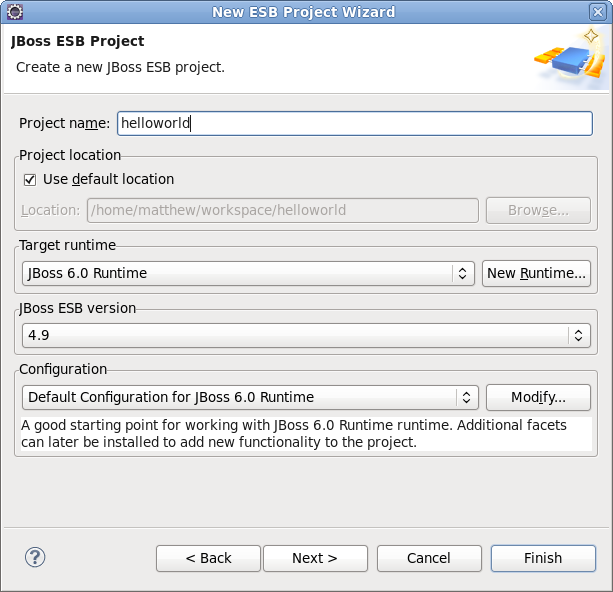 New ESB Project Wizard
JBoss ESB Project
Create a new JBoss ESB project.
Project name: helloworld
Project location
Use default location
Location: /home/matthew/workspace/helloworld Browse...
Target runtime
JBoss 6.0 Runtime New Runtime...
JBoss ESB version
4.9
Configuration
Default Configuration for JBoss 6.0 Runtime Modify...
A good starting point for working with JBoss 6.0 Runtime runtime. Additional facets
can later be installed to add new functionality to the project.
? < Back Next > Cancel Finish